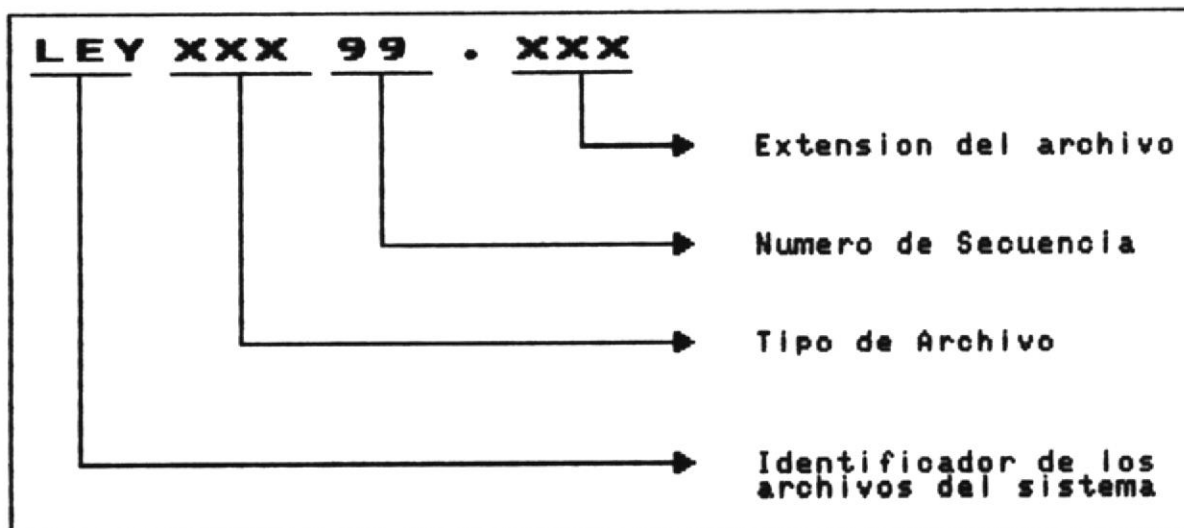 LEY XXX 99 . XXX
Extension del archivo
Numero de Secuencia
Tipo de Archivo
Identificador de los
archivos del sistema